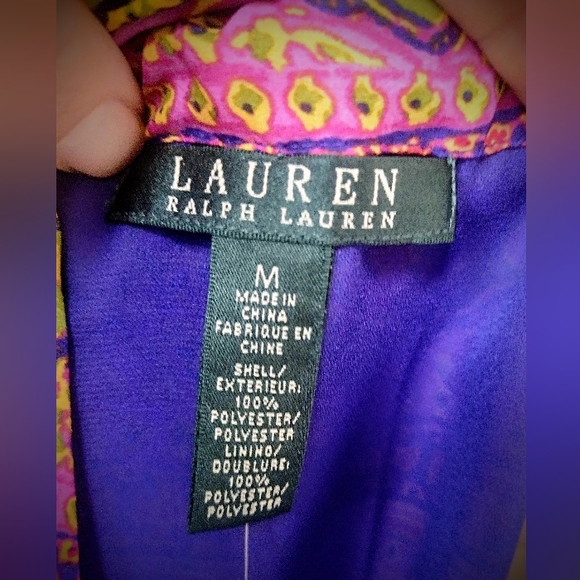 LAUREN
RALPH LAUREN
M
MADE IN
CHINA
FABRIQUE EN
CHINE
SHELL/
EXTERIEUR:
100%
POLYESTER/
POLYESTER
LINING/
DOUBLURE:
100%
POLYESTER/
POLYESTER